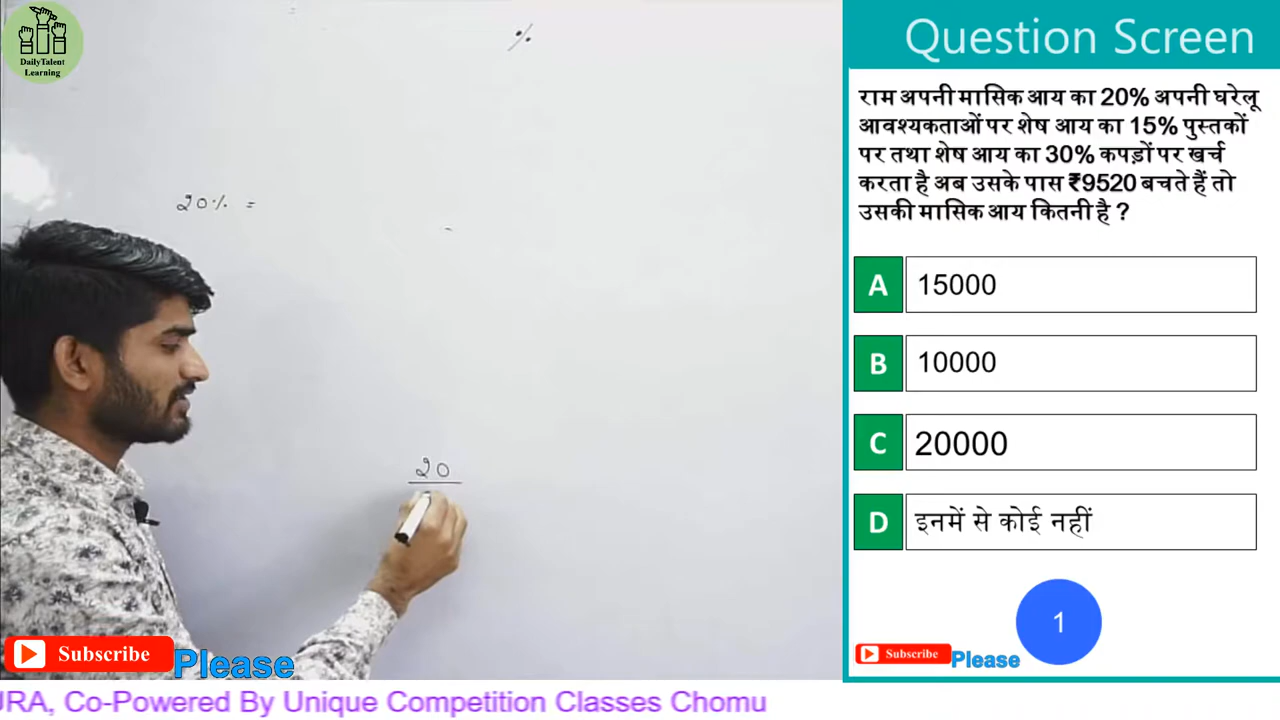 DailyTalent
Learning
%
20% =
20
Subscribe
Please
URA, Co-Powered By Unique Competition Classes Chomu
Question Screen
राम अपनी मासिक आय का 20% अपनी घरेलू
आवश्यकताओं पर शेष आय का 15% पुस्तकों
पर तथा शेष आय का 30% कपड़ों पर खर्च
करता है अब उसके पास ₹9520 बचते हैं तो
उसकी मासिक आय कितनी है ?
A 15000
B 10000
C 20000
D इनमें से कोई नहीं
1
Subscribe
Please